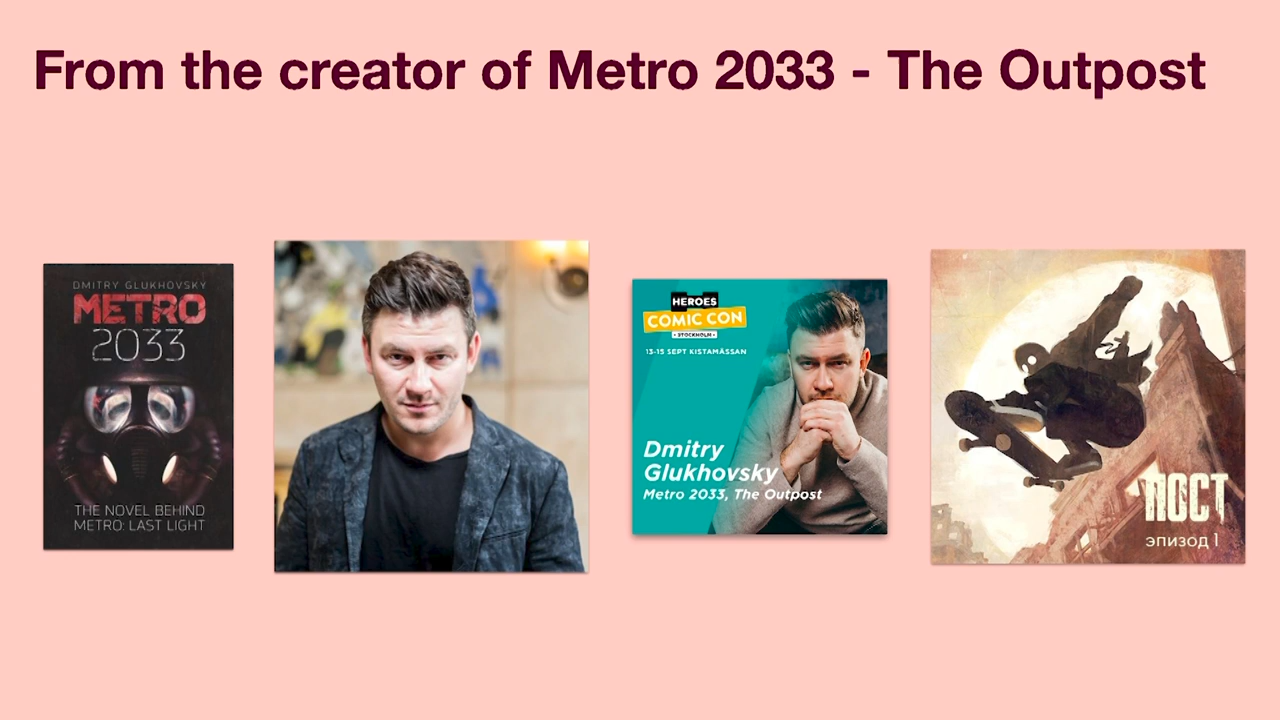 From the creator of Metro 2033 - The Outpost
DMITRY GLUKHOVSKY
METRO
2033
THE NOVEL BEHIND
METRO: LAST LIGHT
HEROES
COMIC CON
• STOCKHOLM •
13-15 SEPT KISTAMÄSSAN
Dmitry
Glukhovsky
Metro 2033, The Outpost
ПОСТ
эпизод 1